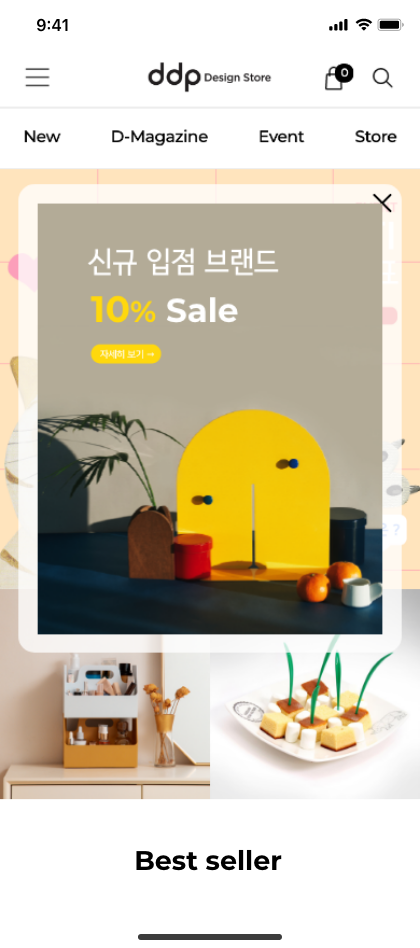 9:41
ddp Design Store
0
New D-Magazine Event Store
신규 입점 브랜드
10% Sale
자세히 보기 →
?
Best seller